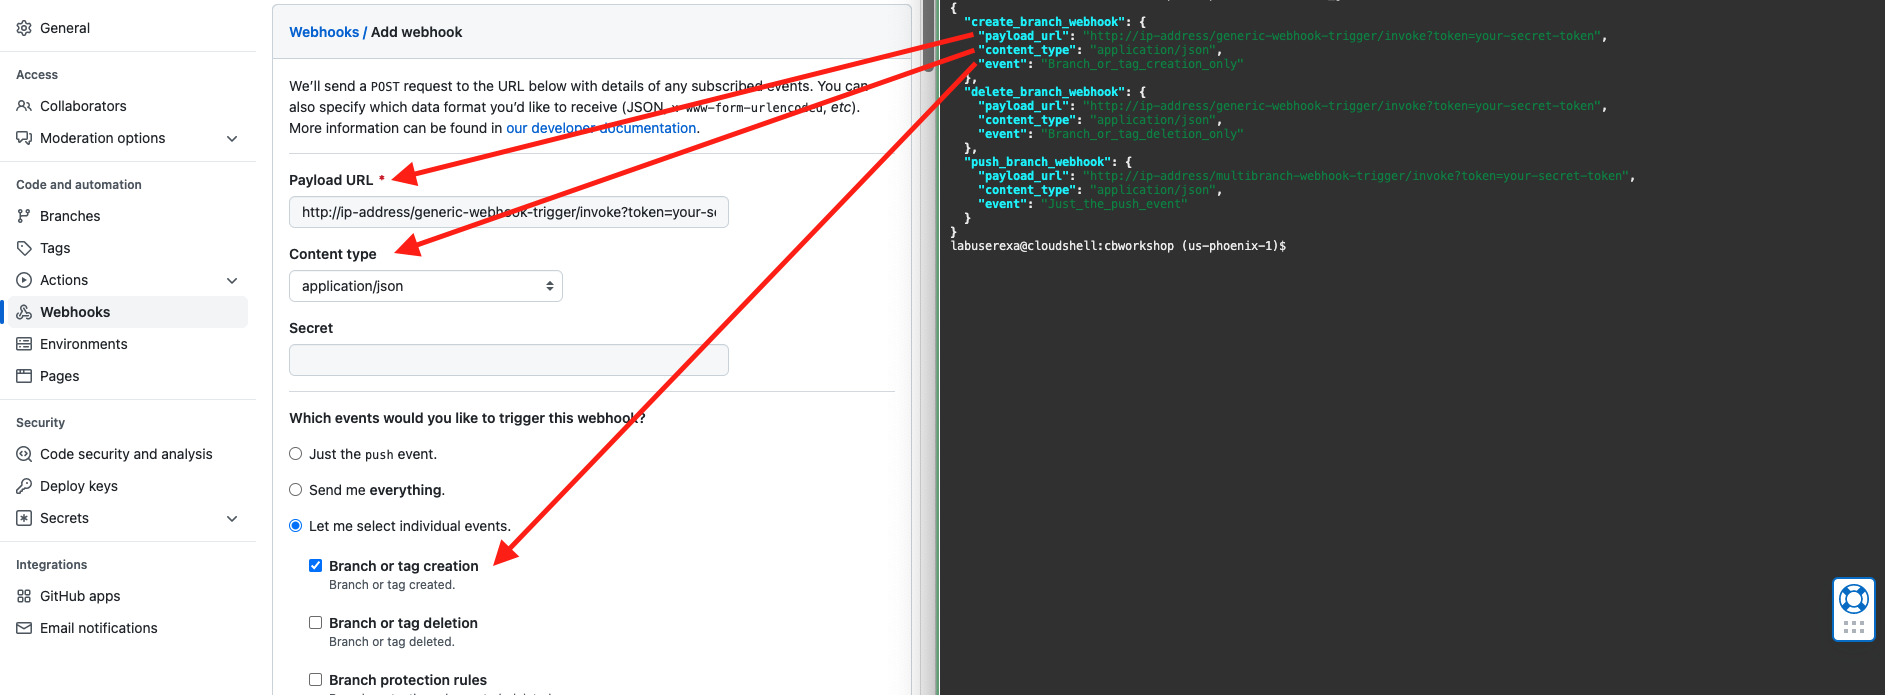 General
Access
Collaborators
Moderation options
Code and automation
Branches
Tags
Actions
Webhooks
Environments
Pages
Security
Code security and analysis
Deploy keys
Secrets
Integrations
GitHub apps
Email notifications
Webhooks / Add webhook
We'll send a POST request to the URL below with details of any subscribed events. You can
also specify which data format you'd like to receive (JSON, x-www-form-urlencoded, etc).
More information can be found in our developer documentation.
Payload URL *
http://ip-address/generic-webhook-trigger/invoke?token=your-se
Content type
application/json
Secret
Which events would you like to trigger this webhook?
Just the push event.
Send me everything.
Let me select individual events.
Branch or tag creation
Branch or tag created.
Branch or tag deletion
Branch or tag deleted.
Branch protection rules
{
"create_branch_webhook": {
"payload_url": "http://ip-address/generic-webhook-trigger/invoke?token=your-secret-token",
"content_type": "application/json",
"event": "Branch_or_tag_creation_only"
},
"delete_branch_webhook": {
"payload_url": "http://ip-address/generic-webhook-trigger/invoke?token=your-secret-token",
"content_type": "application/json",
"event": "Branch_or_tag_deletion_only"
},
"push_branch_webhook": {
"payload_url": "http://ip-address/multibranch-webhook-trigger/invoke?token=your-secret-token",
"content_type": "application/json",
"event": "Just_the_push_event"
}
}
labuserexa@cloudshell:cbworkshop (us-phoenix-1)$